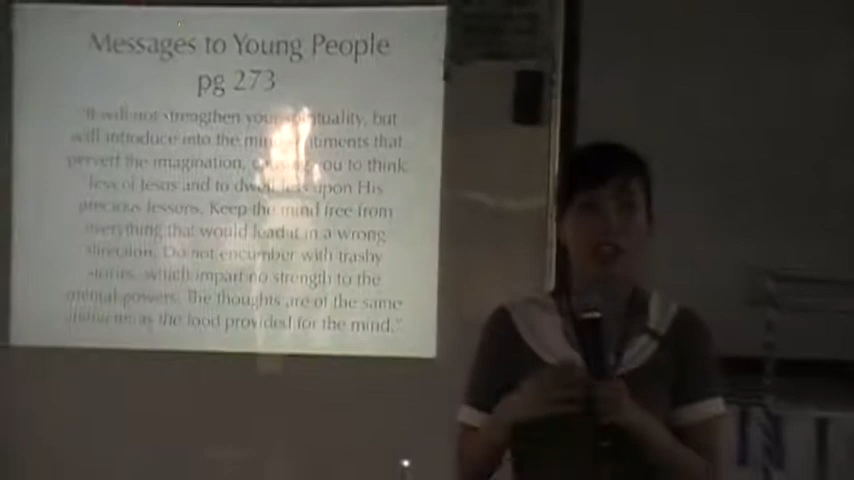 Messages to Young People
pg 273
"It will not strengthen your spirituality, but
will introduce into the mind sentiments that
pervert the imagination, causing you to think
less of Jesus and to dwell less upon His
precious lessons. Keep the mind free from
everything that would lead it in a wrong
direction. Do not encumber with trashy
stories, which impart no strength to the
mental powers. The thoughts are of the same
as the food provided for the mind."
IN